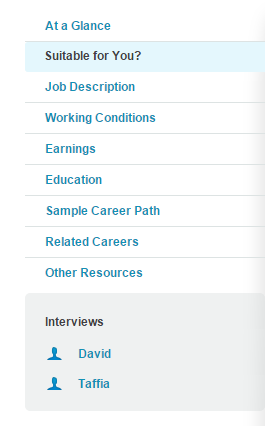 At a Glance
Suitable for You?
Job Description
Working Conditions
Earnings
Education
Sample Career Path
Related Careers
Other Resources
Interviews
David
Taffia